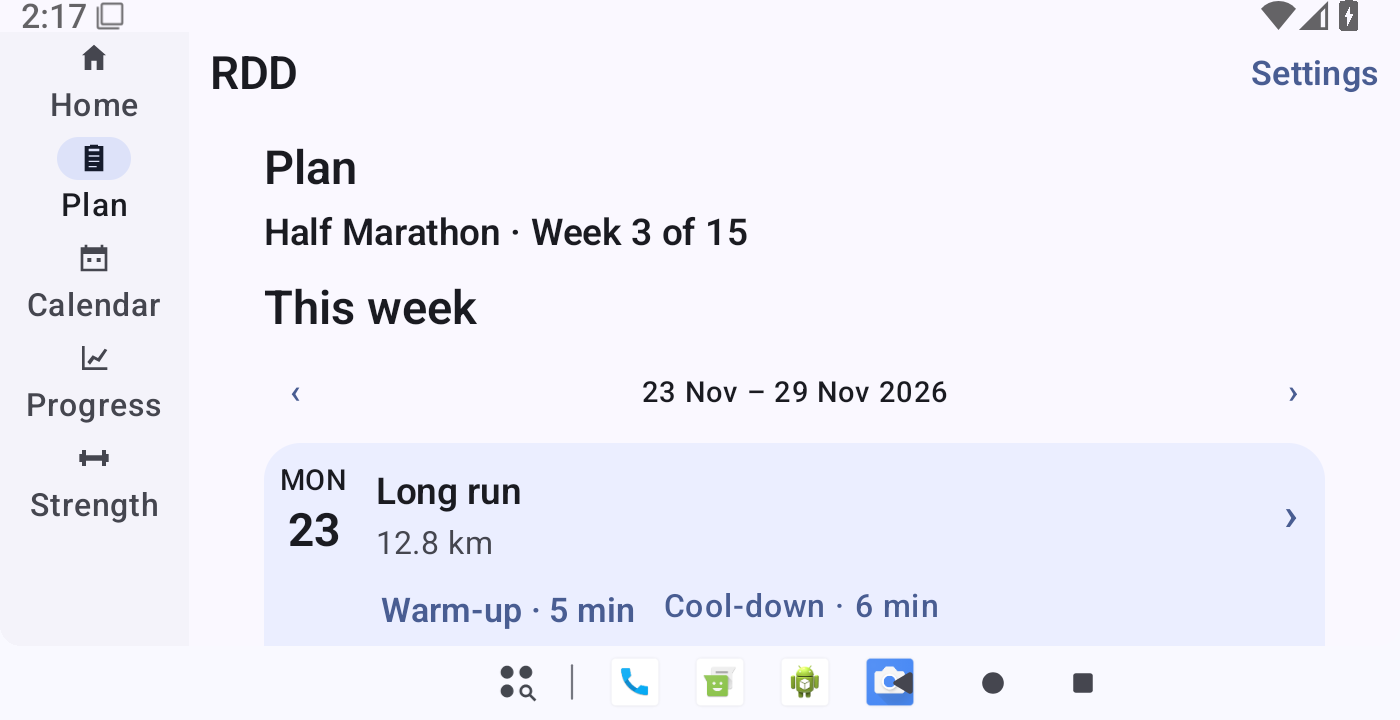 2:17
Home
Plan
Calendar
Progress
Strength
RDD
Settings
Plan
Half Marathon · Week 3 of 15
This week
‹ 23 Nov – 29 Nov 2026 ›
MON
23
Long run
12.8 km
›
Warm-up · 5 min Cool-down · 6 min